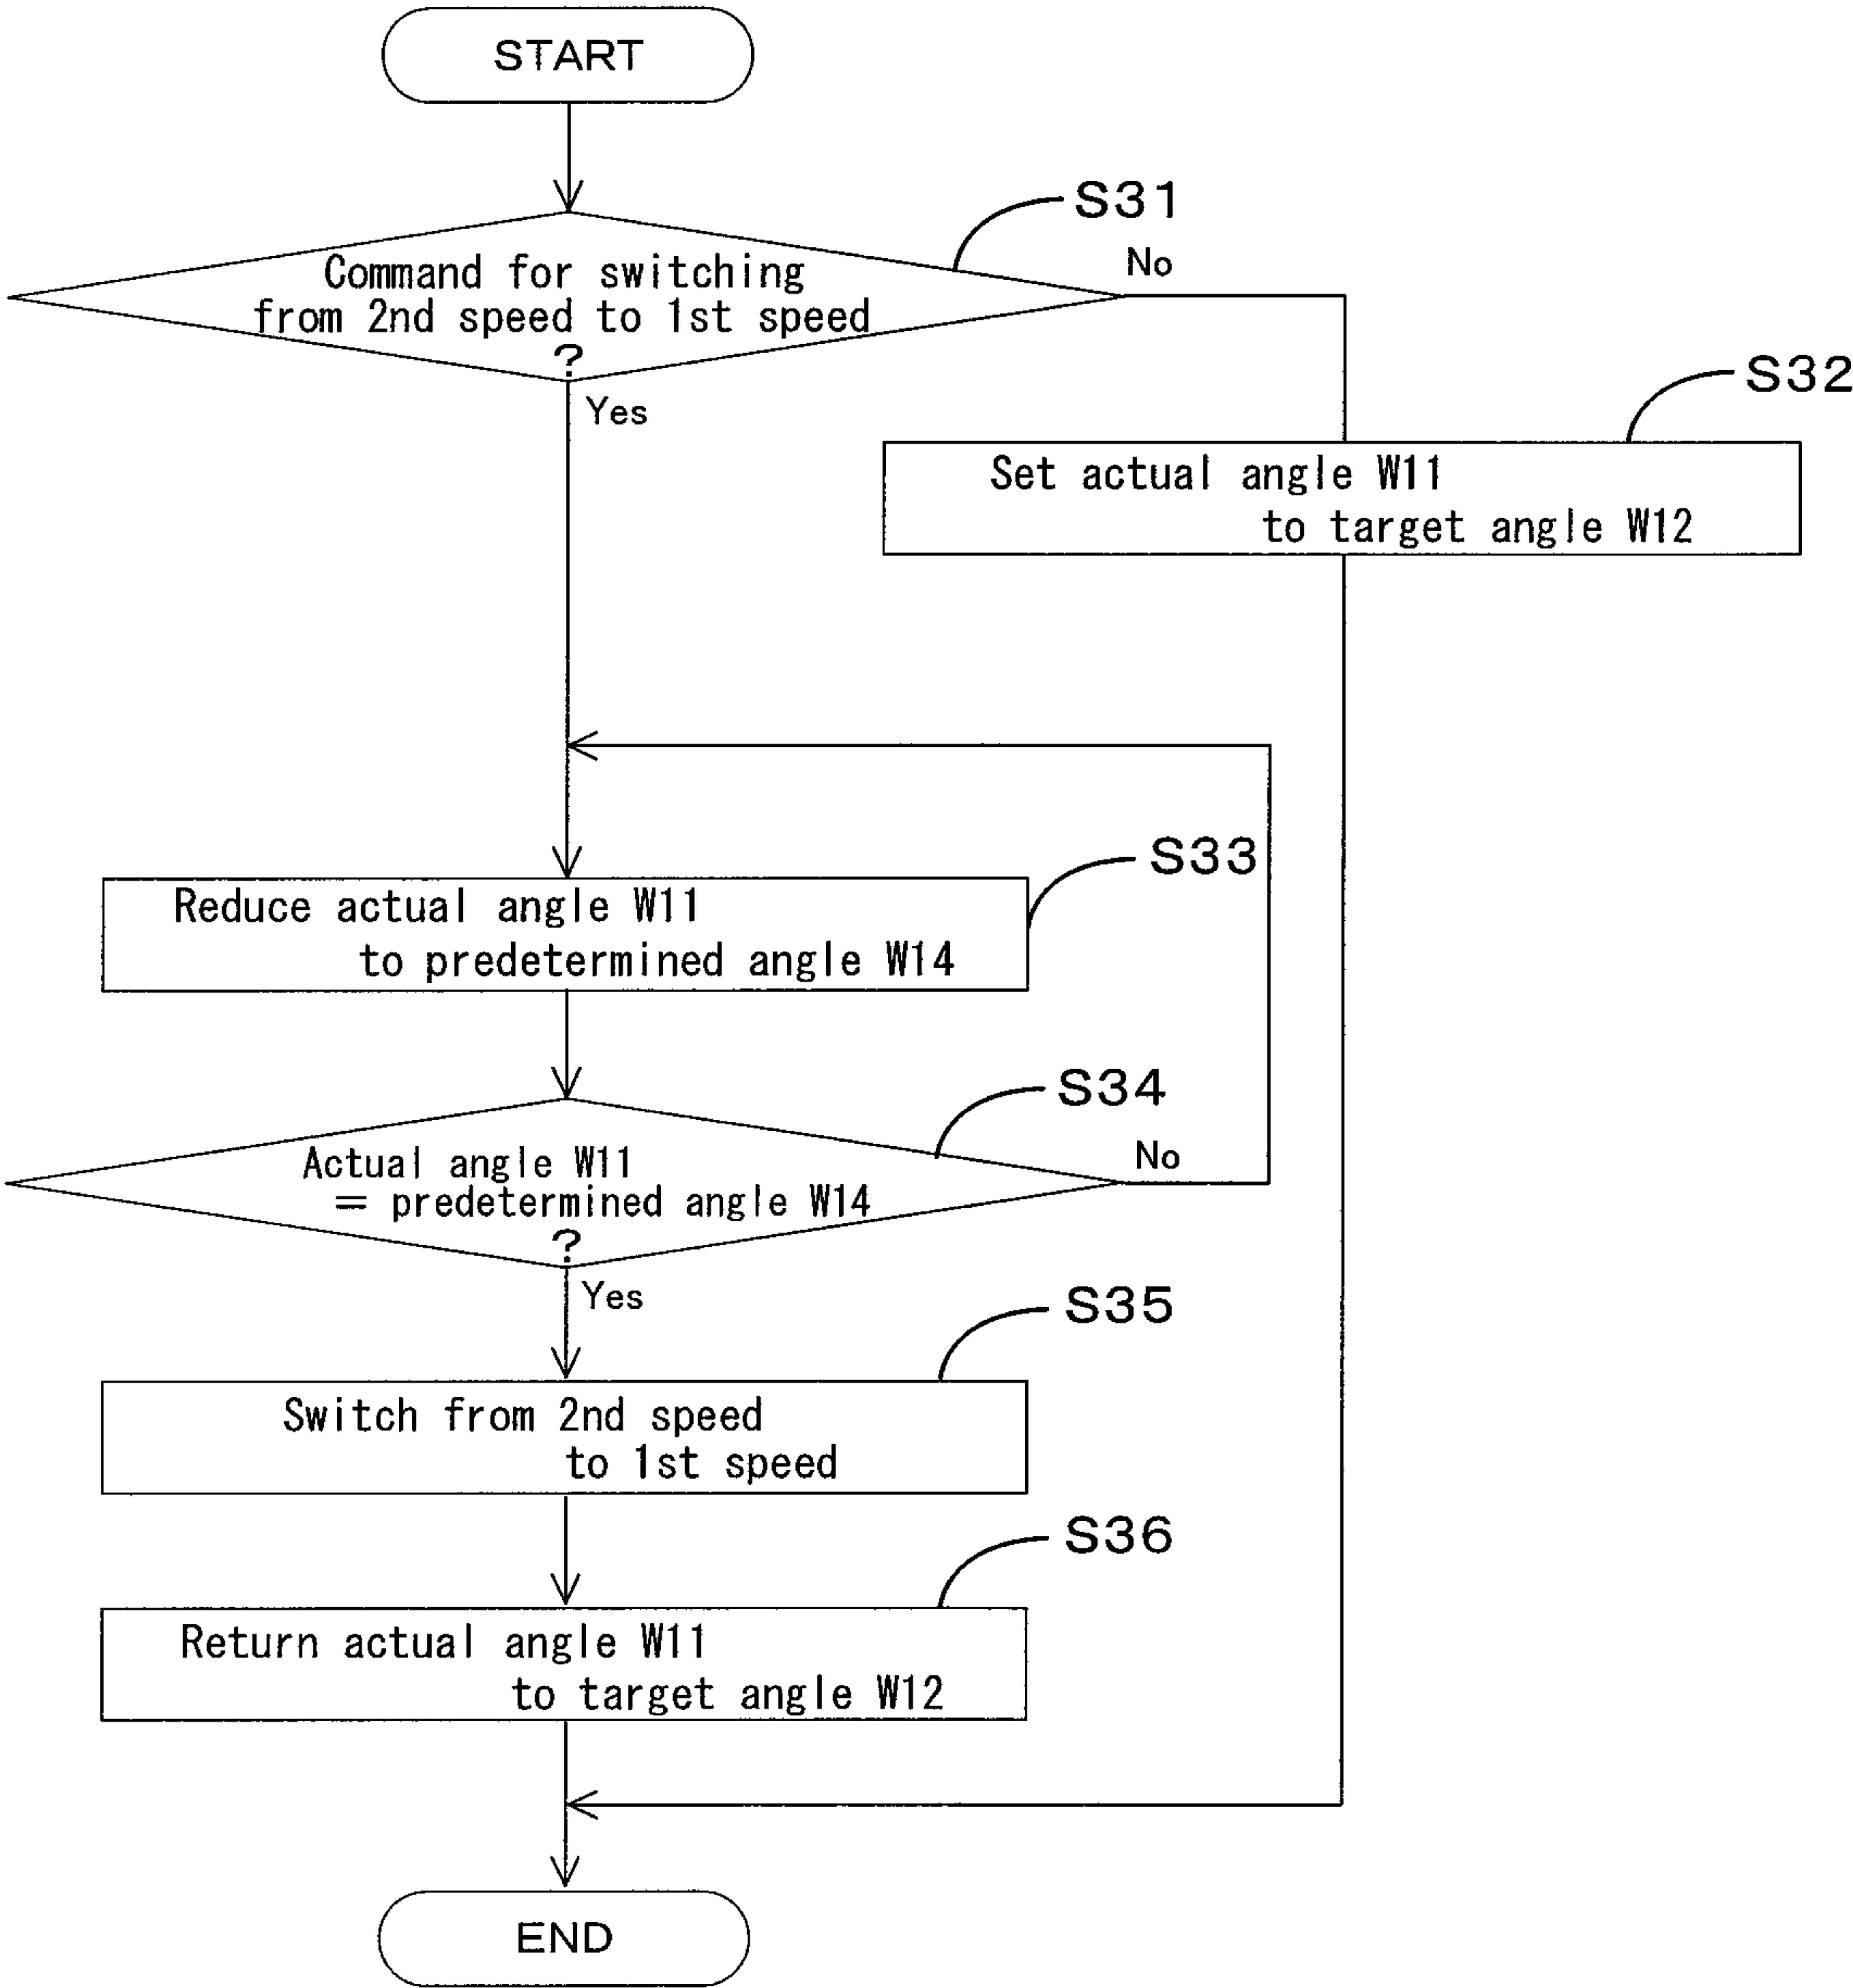 START
S31
Command for switching
from 2nd speed to 1st speed
?
No
Yes
S32
Set actual angle W11
to target angle W12
S33
Reduce actual angle W11
to predetermined angle W14
S34
Actual angle W11
= predetermined angle W14
?
No
Yes
S35
Switch from 2nd speed
to 1st speed
S36
Return actual angle W11
to target angle W12
END